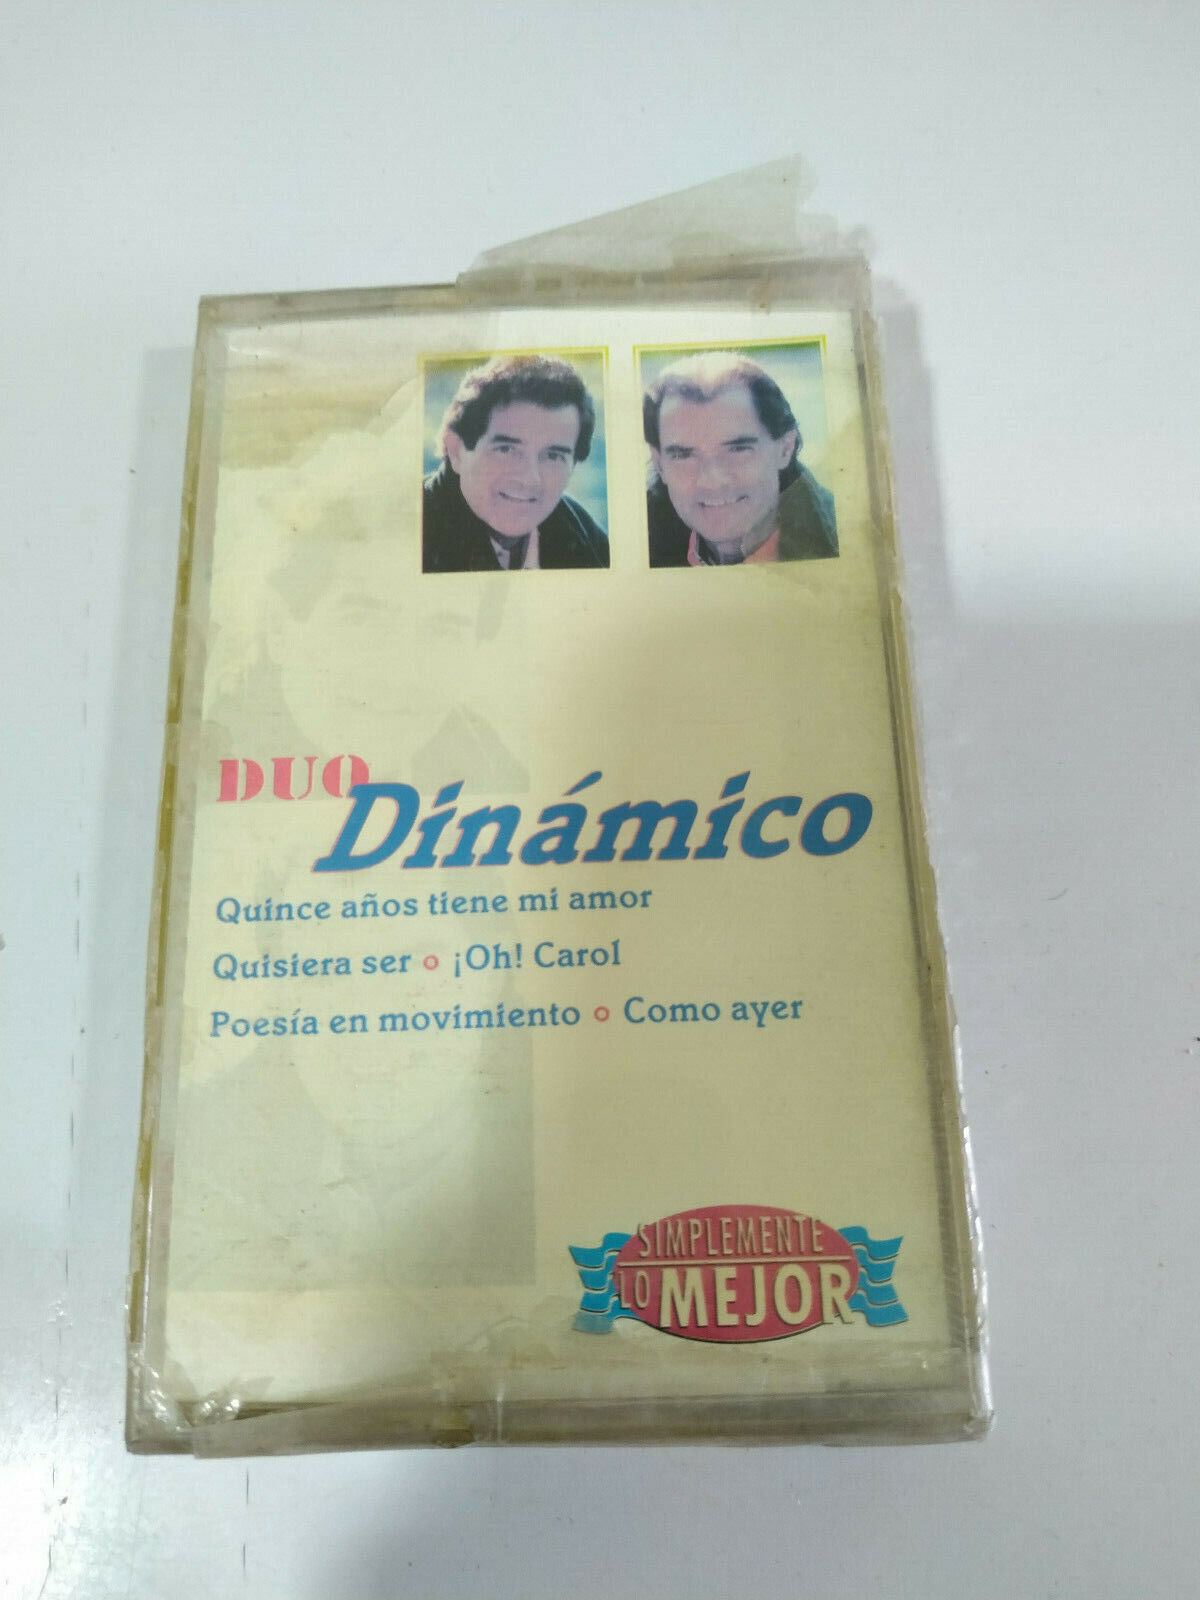 DUO
Dinámico
Quince años tiene mi amor
Quisiera ser o ¡Oh! Carol
Poesía en movimiento o Como ayer
SIMPLEMENTE
LO MEJOR